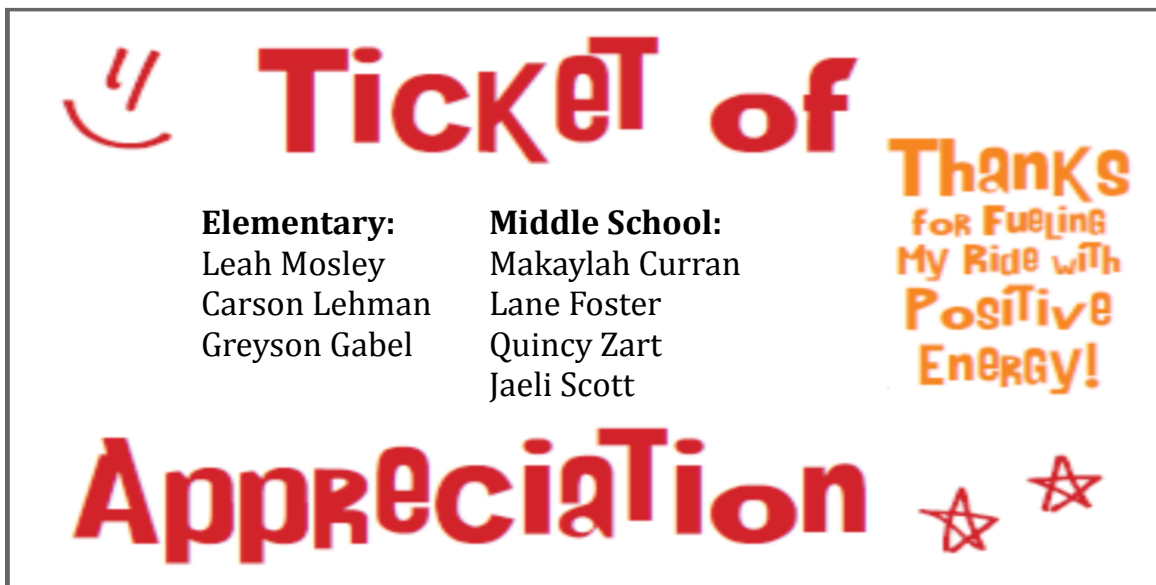 Ticket of
Thanks
for Fueling
My Ride with
Positive
Energy!
Elementary:
Leah Mosley
Carson Lehman
Greyson Gabel
Middle School:
Makaylah Curran
Lane Foster
Quincy Zart
Jaeli Scott
Appreciation